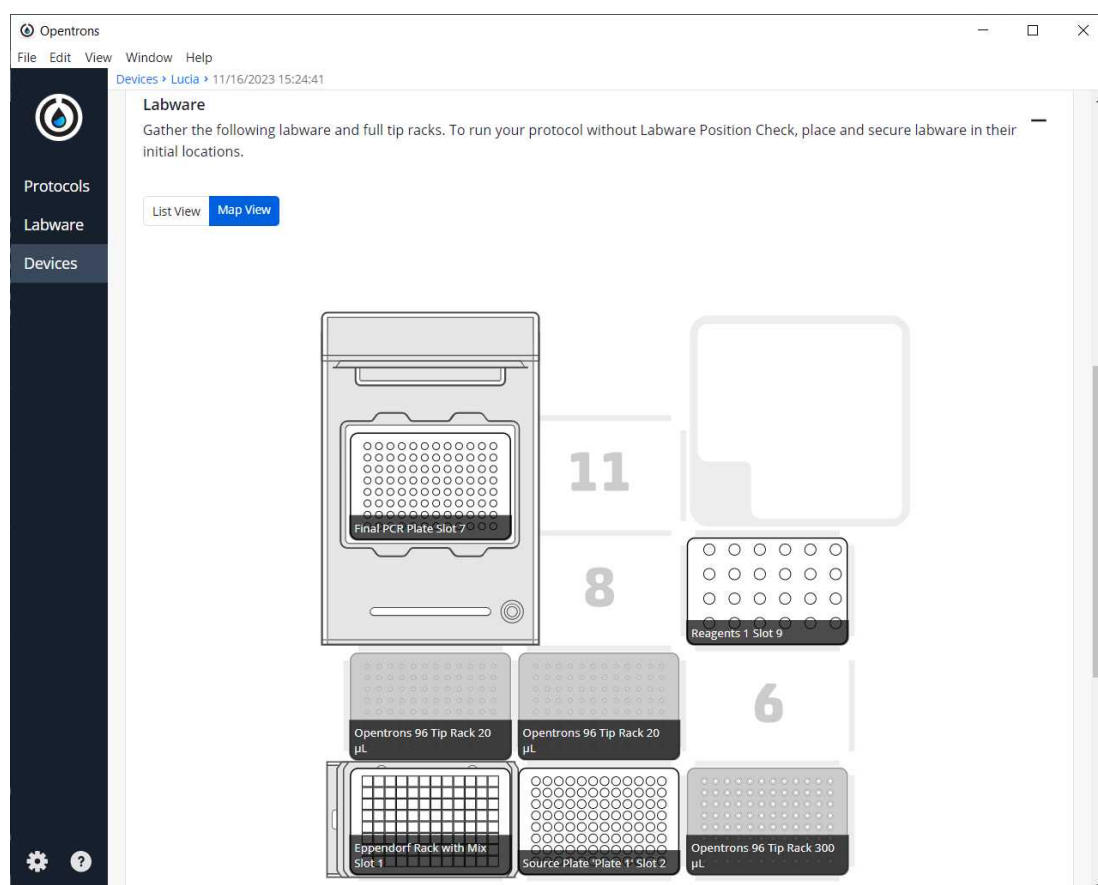 Opentrons
File Edit View Window Help
Devices › Lucia › 11/16/2023 15:24:41
Protocols
Labware
Devices
Labware
Gather the following labware and full tip racks. To run your protocol without Labware Position Check, place and secure labware in their
initial locations.
List View Map View
11
Final PCR Plate Slot 7
8
Reagents 1 Slot 9
Opentrons 96 Tip Rack 20
µL
Opentrons 96 Tip Rack 20
µL
6
Eppendorf Rack with Mix
Slot 1
Source Plate 'Plate 1' Slot 2
Opentrons 96 Tip Rack 300
µL
?